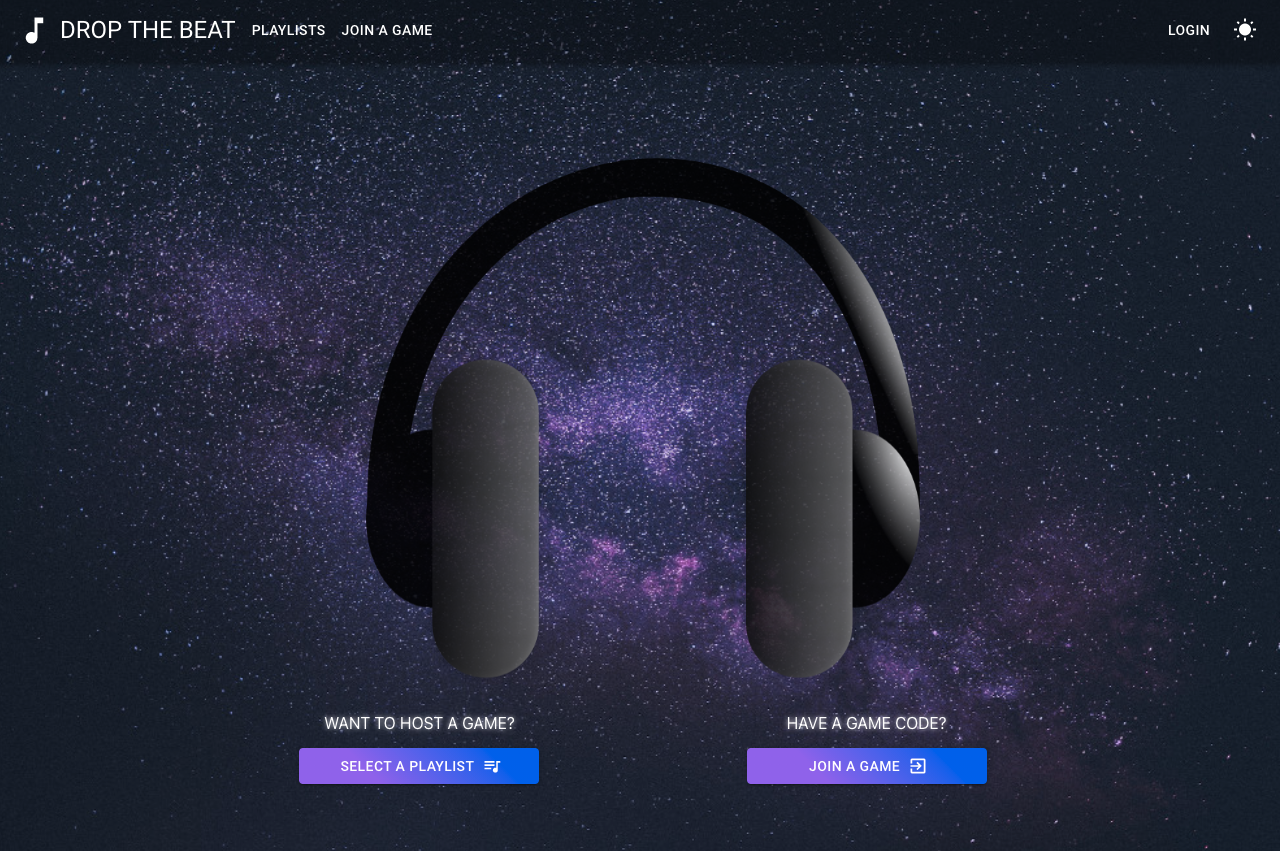 DROP THE BEAT PLAYLISTS JOIN A GAME LOGIN
WANT TO HOST A GAME? HAVE A GAME CODE?
SELECT A PLAYLIST JOIN A GAME